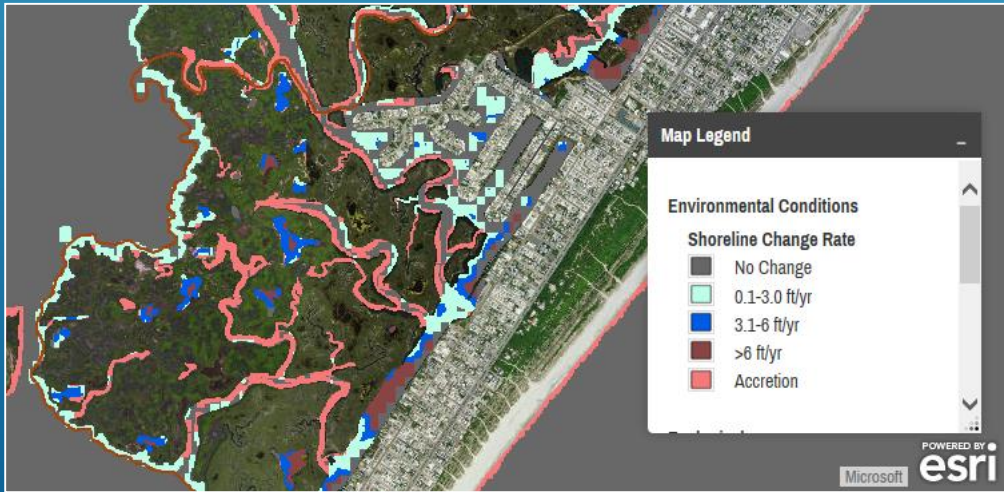 Map Legend
Environmental Conditions
Shoreline Change Rate
No Change
0.1-3.0 ft/yr
3.1-6 ft/yr
>6 ft/yr
Accretion
Microsoft
POWERED BY
esri